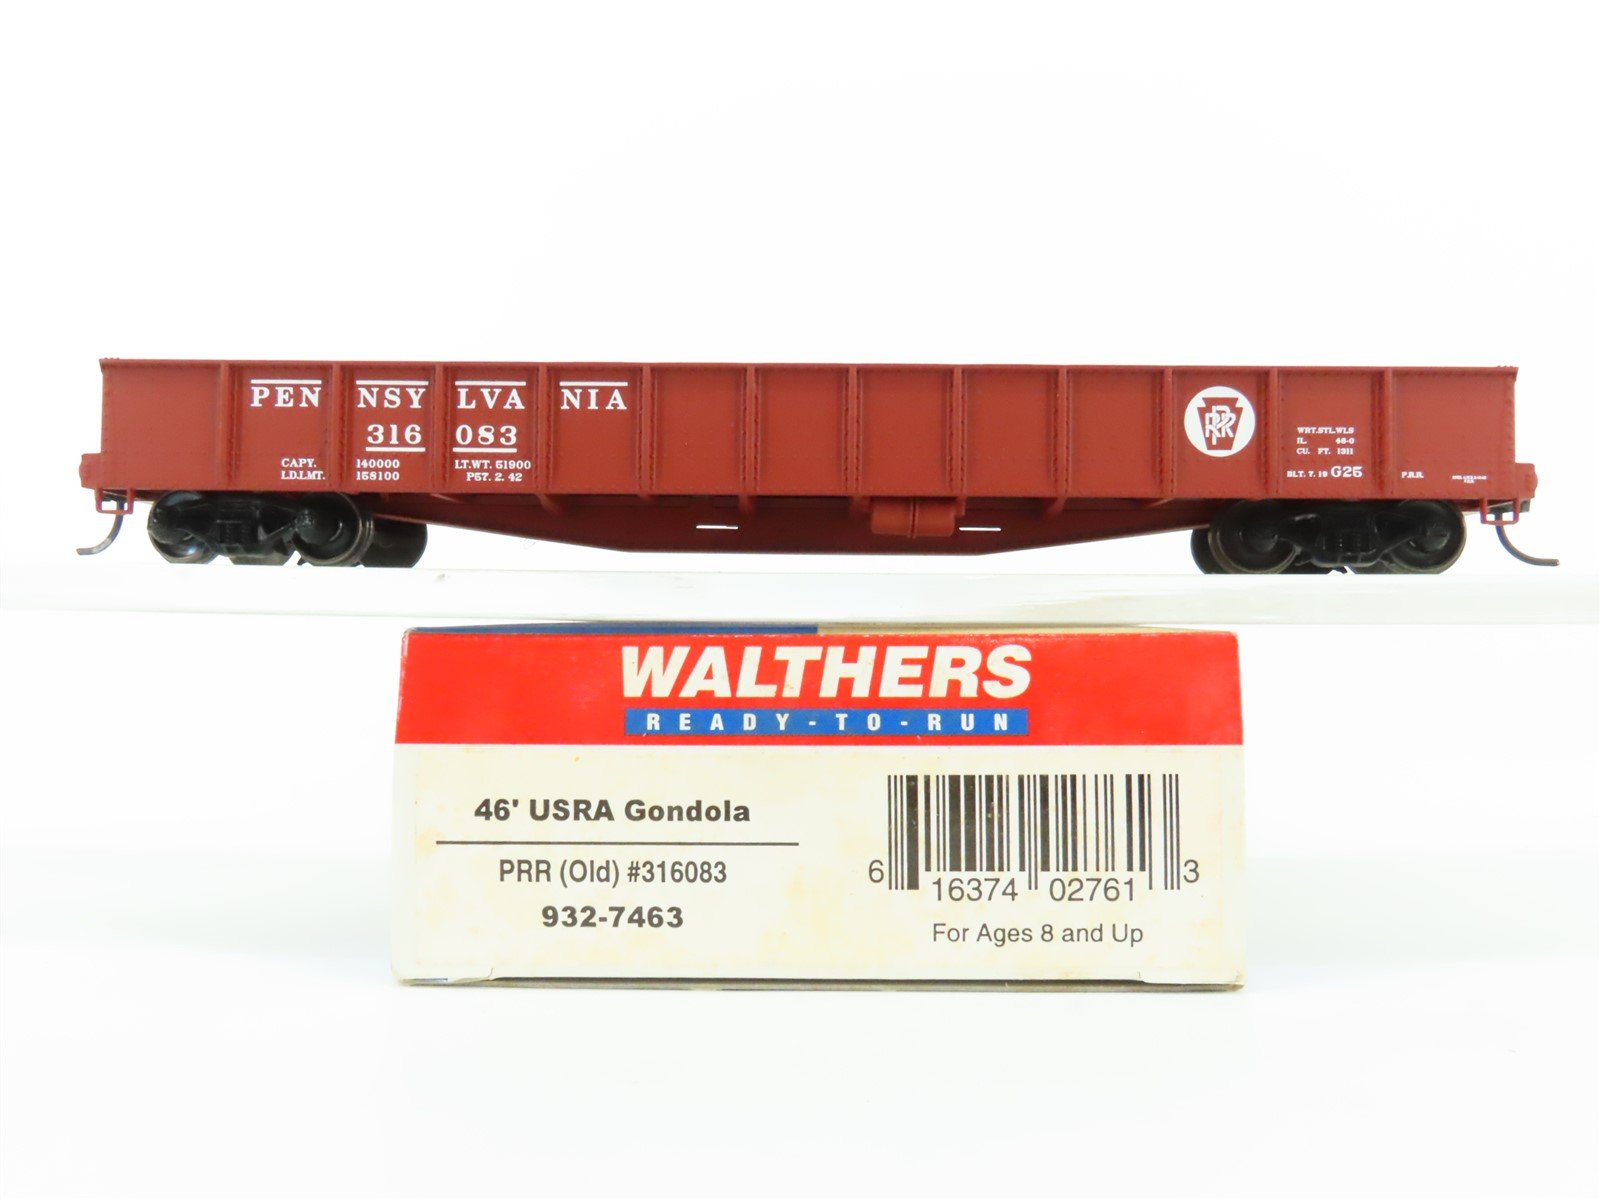 PEN NSY LVA NIA
316 083
CAPY. 140000 LT.WT. 51900
LD.LMT. 158100 P57. 2. 42
PRR
WRT.STL.WLS
IL. 46-0
CU. FT. 1311
BLT. 7. 19 G25 P.R.R.
WALTHERS
READY-TO-RUN
46' USRA Gondola
PRR (Old) #316083
932-7463
6 16374 02761 3
For Ages 8 and Up